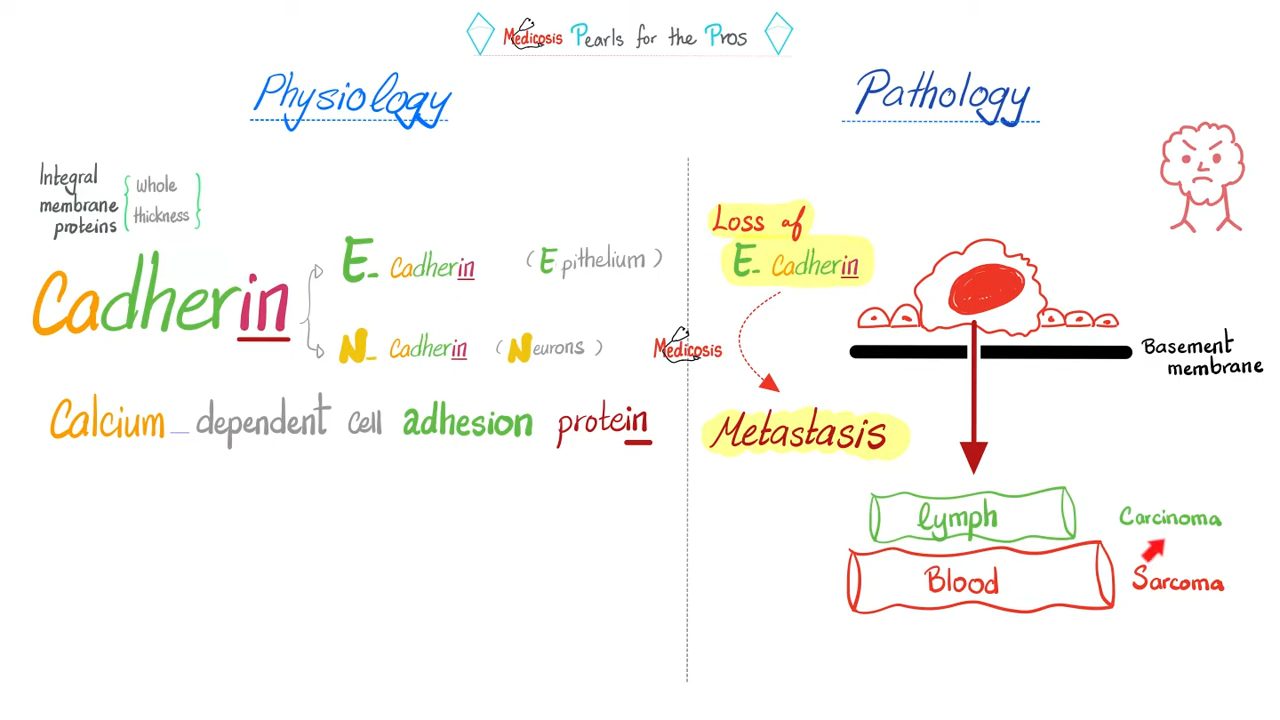 Medicosis Pearls for the Pros
Physiology
Integral
membrane
proteins
whole
thickness
Cadherin
E- Cadherin (Epithelium)
N- Cadherin (Neurons)
Calcium-dependent cell adhesion protein
Medicosis
Pathology
Loss of
E- Cadherin
Metastasis
Basement
membrane
lymph
Carcinoma
Blood
Sarcoma